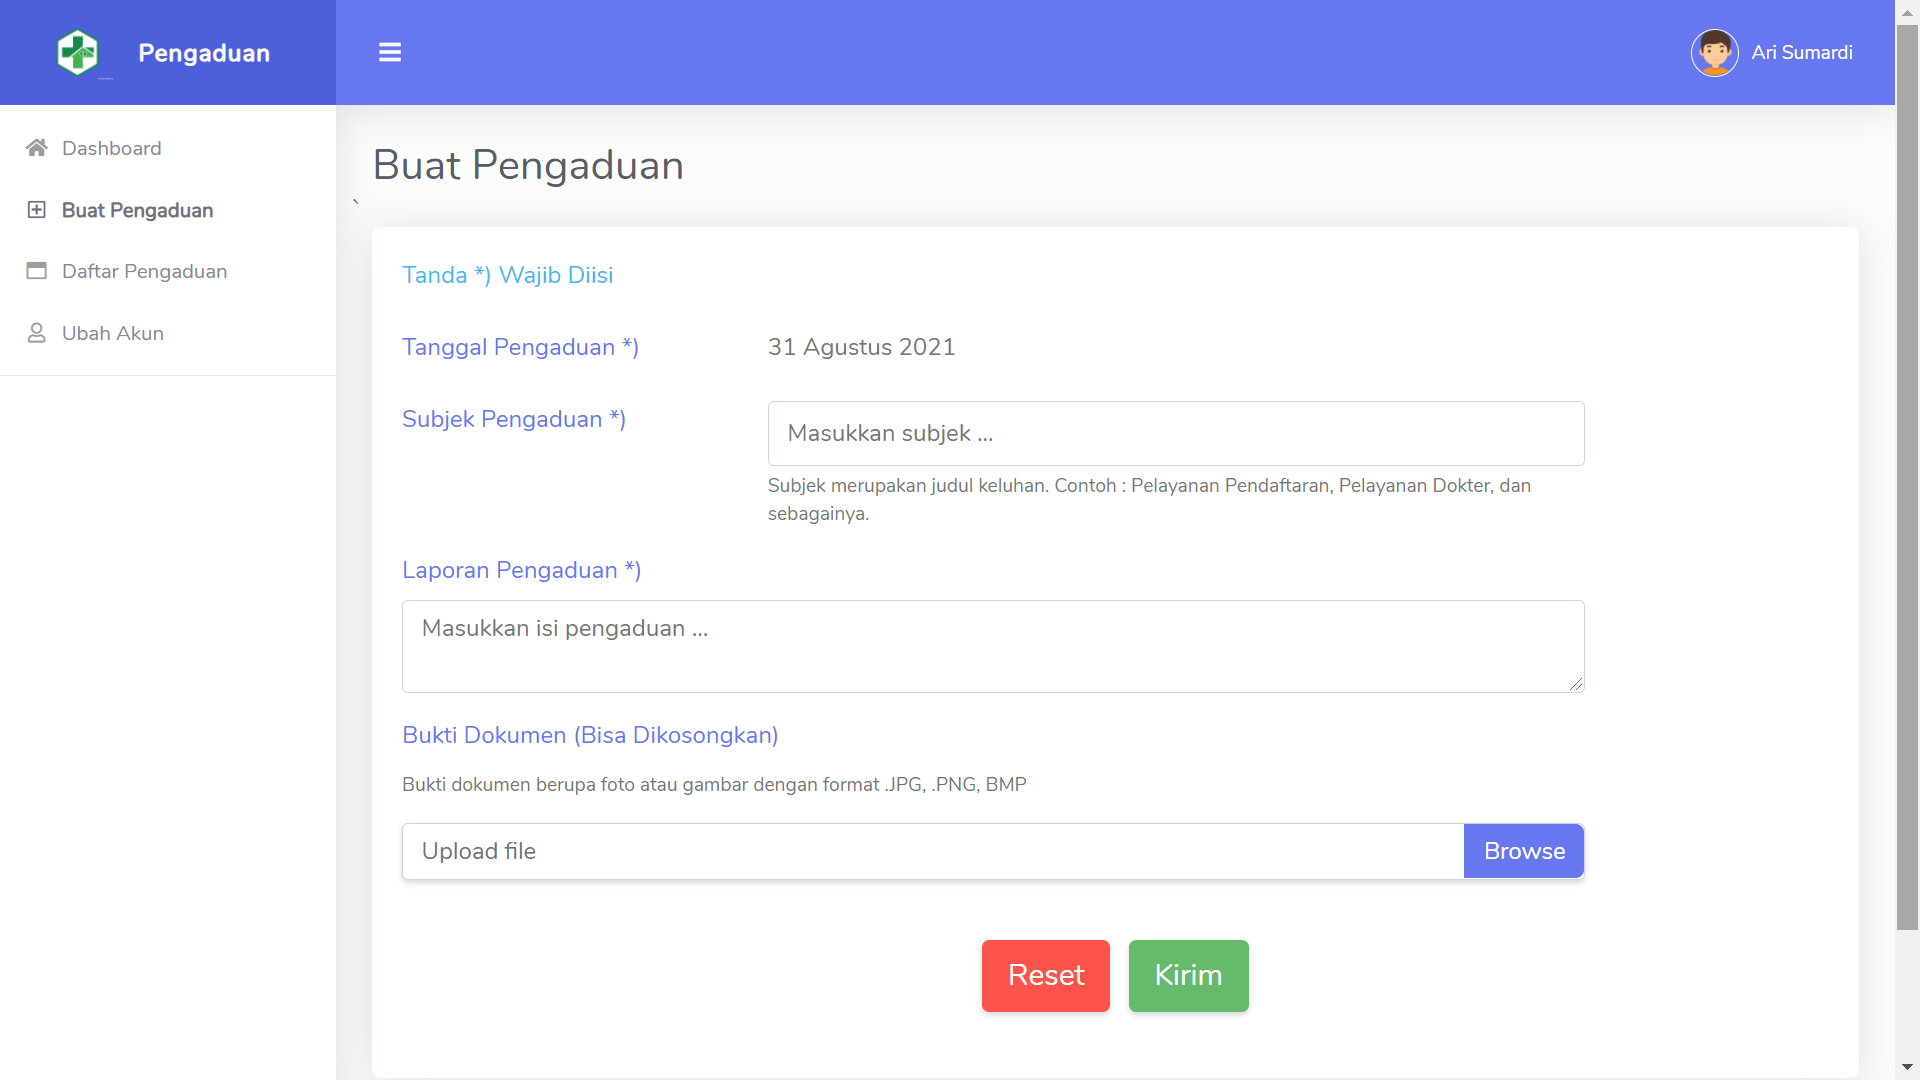 Pengaduan
Ari Sumardi
Dashboard
Buat Pengaduan
Daftar Pengaduan
Ubah Akun
Buat Pengaduan
`
Tanda *) Wajib Diisi
Tanggal Pengaduan *)
31 Agustus 2021
Subjek Pengaduan *)
Masukkan subjek ...
Subjek merupakan judul keluhan. Contoh : Pelayanan Pendaftaran, Pelayanan Dokter, dan
sebagainya.
Laporan Pengaduan *)
Masukkan isi pengaduan ...
Bukti Dokumen (Bisa Dikosongkan)
Bukti dokumen berupa foto atau gambar dengan format .JPG, .PNG, BMP
Upload file
Browse
Reset
Kirim